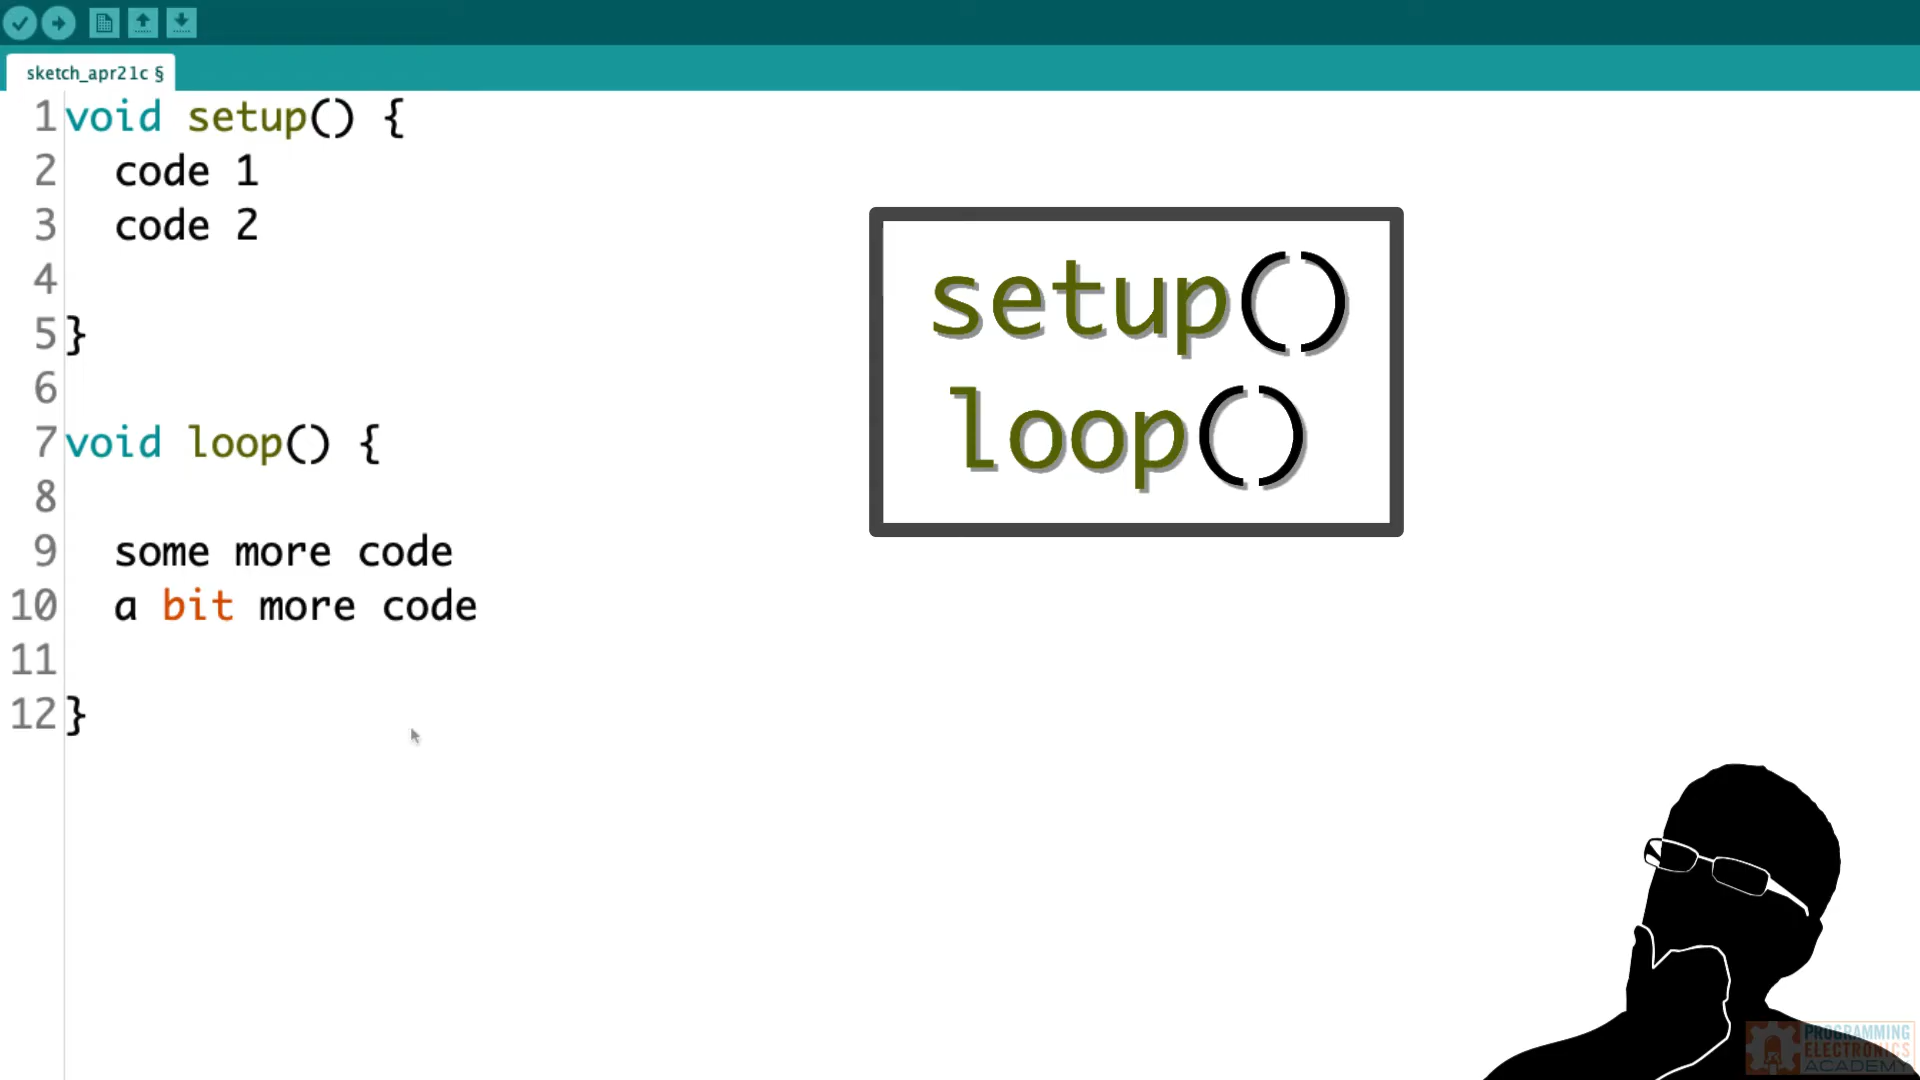 sketch_apr21c §
1 void setup() {
2 code 1
3 code 2
4
5 }
6
7 void loop() {
8
9 some more code
10 a bit more code
11
12 }
setup()
loop()
PROGRAMMING
ELECTRONICS
ACADEMY